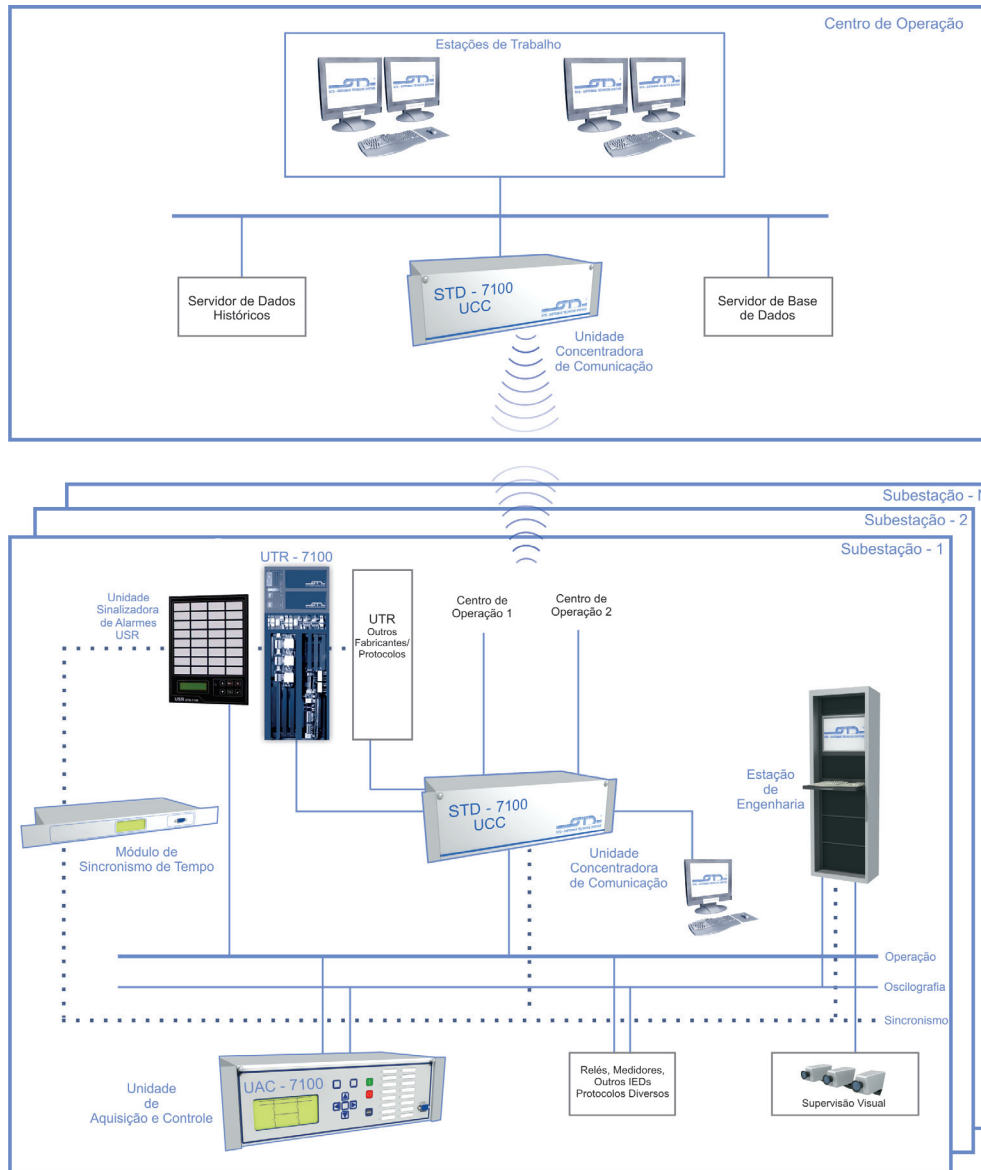 Centro de Operação
Estações de Trabalho
Servidor de Dados
Históricos
STD - 7100
UCC
Servidor de Base
de Dados
Unidade
Concentradora
de Comunicação
Subestação -
Subestação - 2
Subestação - 1
UTR - 7100
Unidade
Sinalizadora
de Alarmes
USR
UTR
Outros
Fabricantes/
Protocolos
Centro de
Operação 1
Centro de
Operação 2
USR
Estação
de
Engenharia
STD - 7100
UCC
Módulo de
Sincronismo de Tempo
Unidade
Concentradora
de Comunicação
Operação
Oscilografia
Sincronismo
Unidade
de
Aquisição e Controle
UAC - 7100
Relés, Medidores,
Outros IEDs
Protocolos Diversos
Supervisão Visual